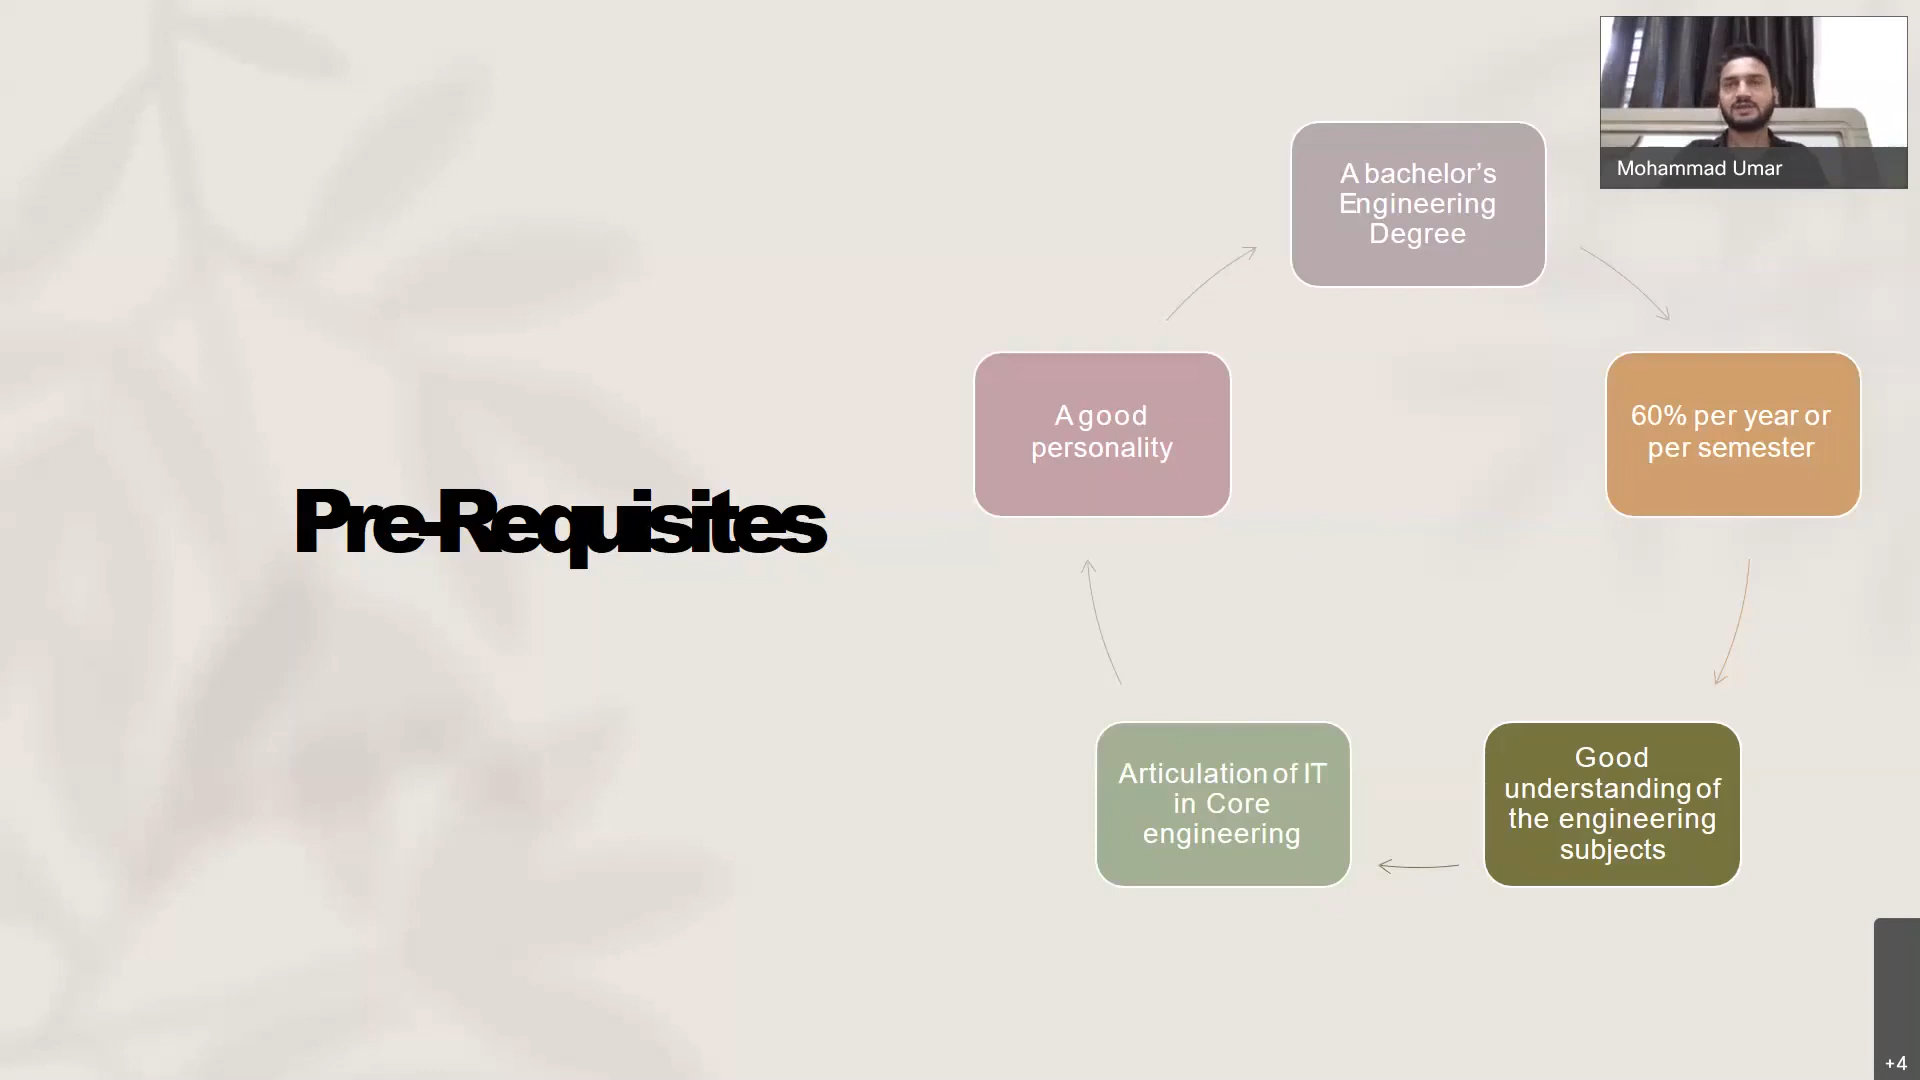 Mohammad Umar
Pre-Requisites
A bachelor’s
Engineering
Degree
60% per year or
per semester
Good
understanding of
the engineering
subjects
Articulation of IT
in Core
engineering
A good
personality
+4